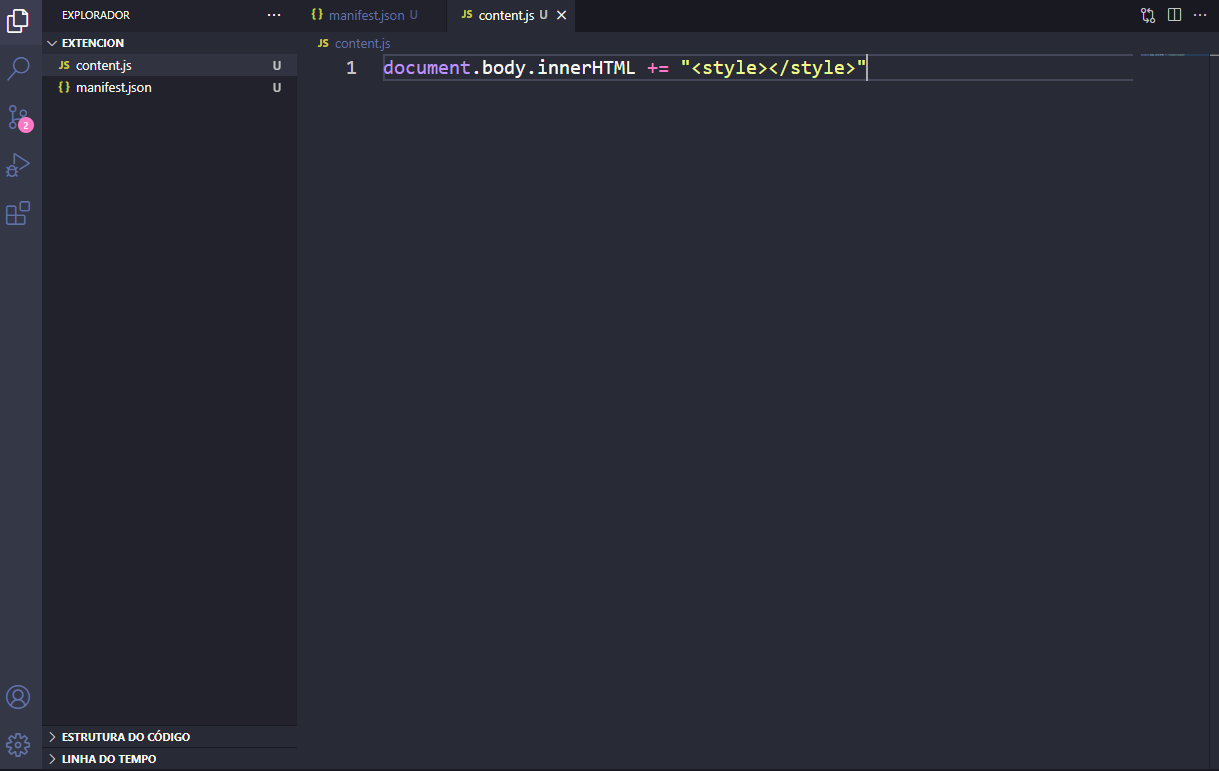 EXPLORADOR ···
{} manifest.json U
JS content.js U ×
EXTENCION
JS content.js U
{} manifest.json U
2
JS content.js
1 document.body.innerHTML += "<style></style>"
ESTRUTURA DO CÓDIGO
LINHA DO TEMPO